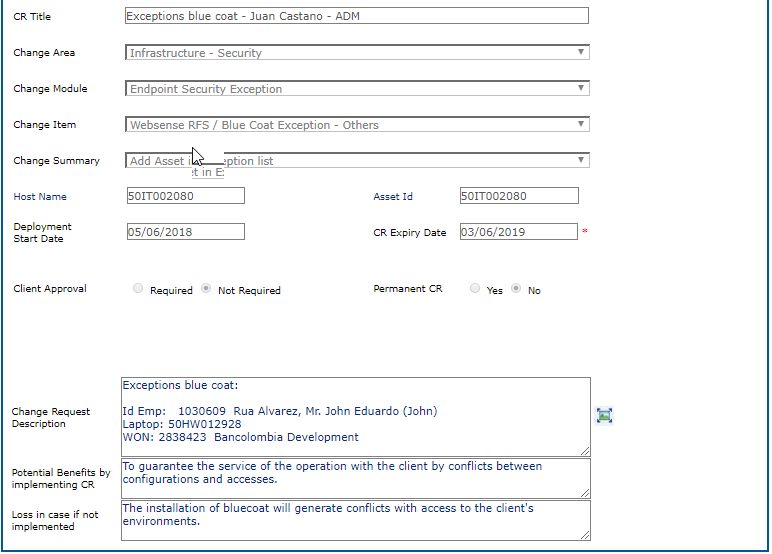 CR Title Exceptions blue coat - Juan Castano - ADM
Change Area Infrastructure - Security
Change Module Endpoint Security Exception
Change Item Websense RFS / Blue Coat Exception - Others
Change Summary Add Asset i ption list
et in E
Host Name 50IT002080 Asset Id 50IT002080
Deployment
Start Date 05/06/2018 CR Expiry Date 03/06/2019 *
Client Approval Required Not Required Permanent CR Yes No
Change Request
Description
Exceptions blue coat:
Id Emp: 1030609 Rua Alvarez, Mr. John Eduardo (John)
Laptop: 50HW012928
WON: 2838423 Bancolombia Development
Potential Benefits by
implementing CR
To guarantee the service of the operation with the client by conflicts between
configurations and accesses.
Loss in case if not
implemented
The installation of bluecoat will generate conflicts with access to the client's
environments.